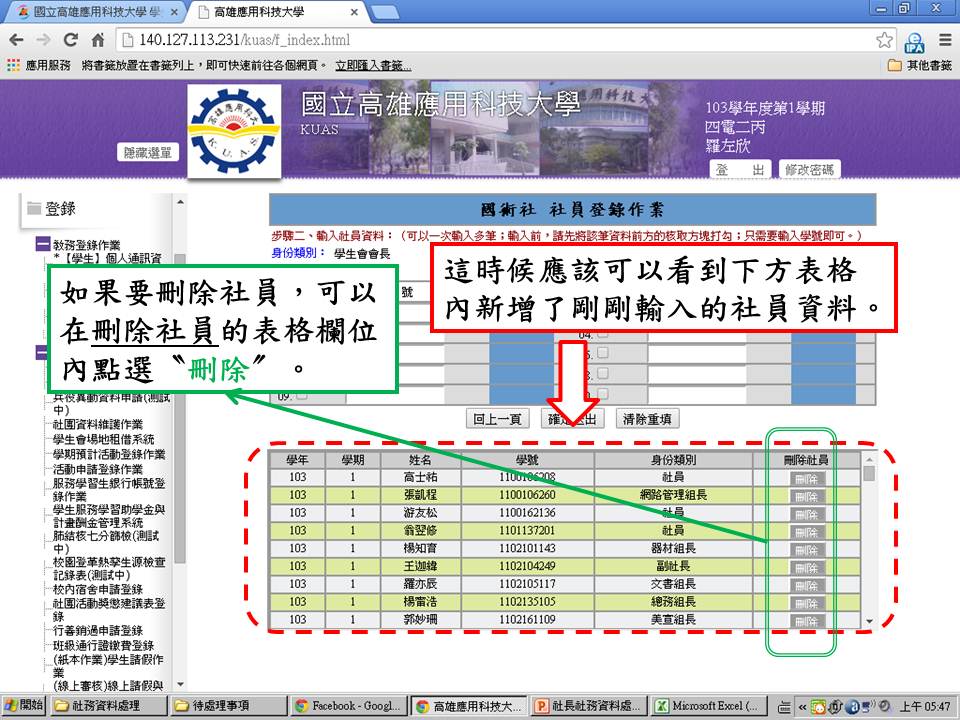 國立高雄應用科技大學 學
高雄應用科技大學
140.127.113.231/kuas/f_index.html
應用服務 將書籤放置在書籤列上，即可快速前往各個網頁。 立即匯入書籤...
其他書籤
國立高雄應用科技大學
KUAS
隱藏選單
103學年度第1學期
四電二丙
羅左欣
登 出 修改密碼
登錄
國術社 社員登錄作業
步驟二、輸入社員資料：（可以一次輸入多筆；輸入前，請先將該筆資料前方的核取方塊打勾；只需要輸入學號即可。）
身份類別： 學生會會長
這時候應該可以看到下方表格
內新增了剛剛輸入的社員資料。
如果要刪除社員，可以
在刪除社員的表格欄位
內點選〝刪除〞。
號
04.
09.
回上一頁 清除重填
教務登錄作業
*【學生】個人通訊資
兵役異動資料申請(測試
中)
社團資料維護作業
學生會場地租借系統
學期預計活動登錄作業
活動申請登錄作業
服務學習生銀行帳號登
錄作業
學生服務學習助學金與
計畫酬金管理系統
肺結核七分篩檢(測試
中)
校園登革熱孳生源檢查
記錄表(測試中)
校內宿舍申請登錄
社團活動獎懲建議表登
錄
行善銷過申請登錄
班級通行證繳費登錄
(紙本作業)學生請假作
業
(線上審核)線上請假與
學年 學期 姓名 學號 身份類別 刪除社員
103 1 高士祐 1100106208 社員 刪除
103 1 張凱程 1100106260 網路管理組長 刪除
103 1 游友松 1100162136 社員 刪除
103 1 翁翌修 1101137201 社員 刪除
103 1 楊知育 1102101143 器材組長 刪除
103 1 王迦緯 1102104249 副社長 刪除
103 1 羅亦辰 1102105117 文書組長 刪除
103 1 楊甯浩 1102135105 總務組長 刪除
103 1 郭妙珊 1102161109 美宣組長 刪除
開始 社務資料處理 待處理事項 Facebook - Googl... 高雄應用科技大... 社長社務資料處... Microsoft Excel (... 上午 05:47